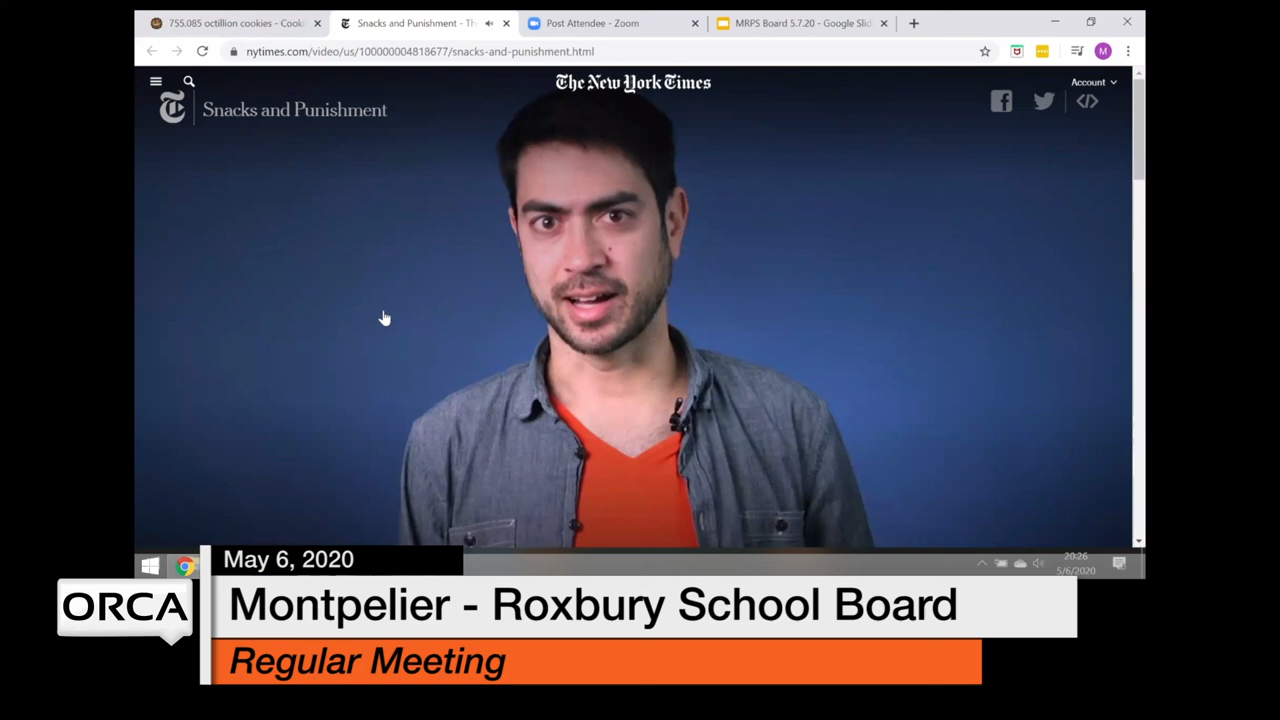 755.085 octillion cookies - Cooki
Snacks and Punishment - Th
Post Attendee - Zoom
MRPS Board 5.7.20 - Google Slid
nytimes.com/video/us/100000004818677/snacks-and-punishment.html
M
The New York Times
Account
T Snacks and Punishment
20:26
5/6/2020
May 6, 2020
ORCA
Montpelier - Roxbury School Board
Regular Meeting